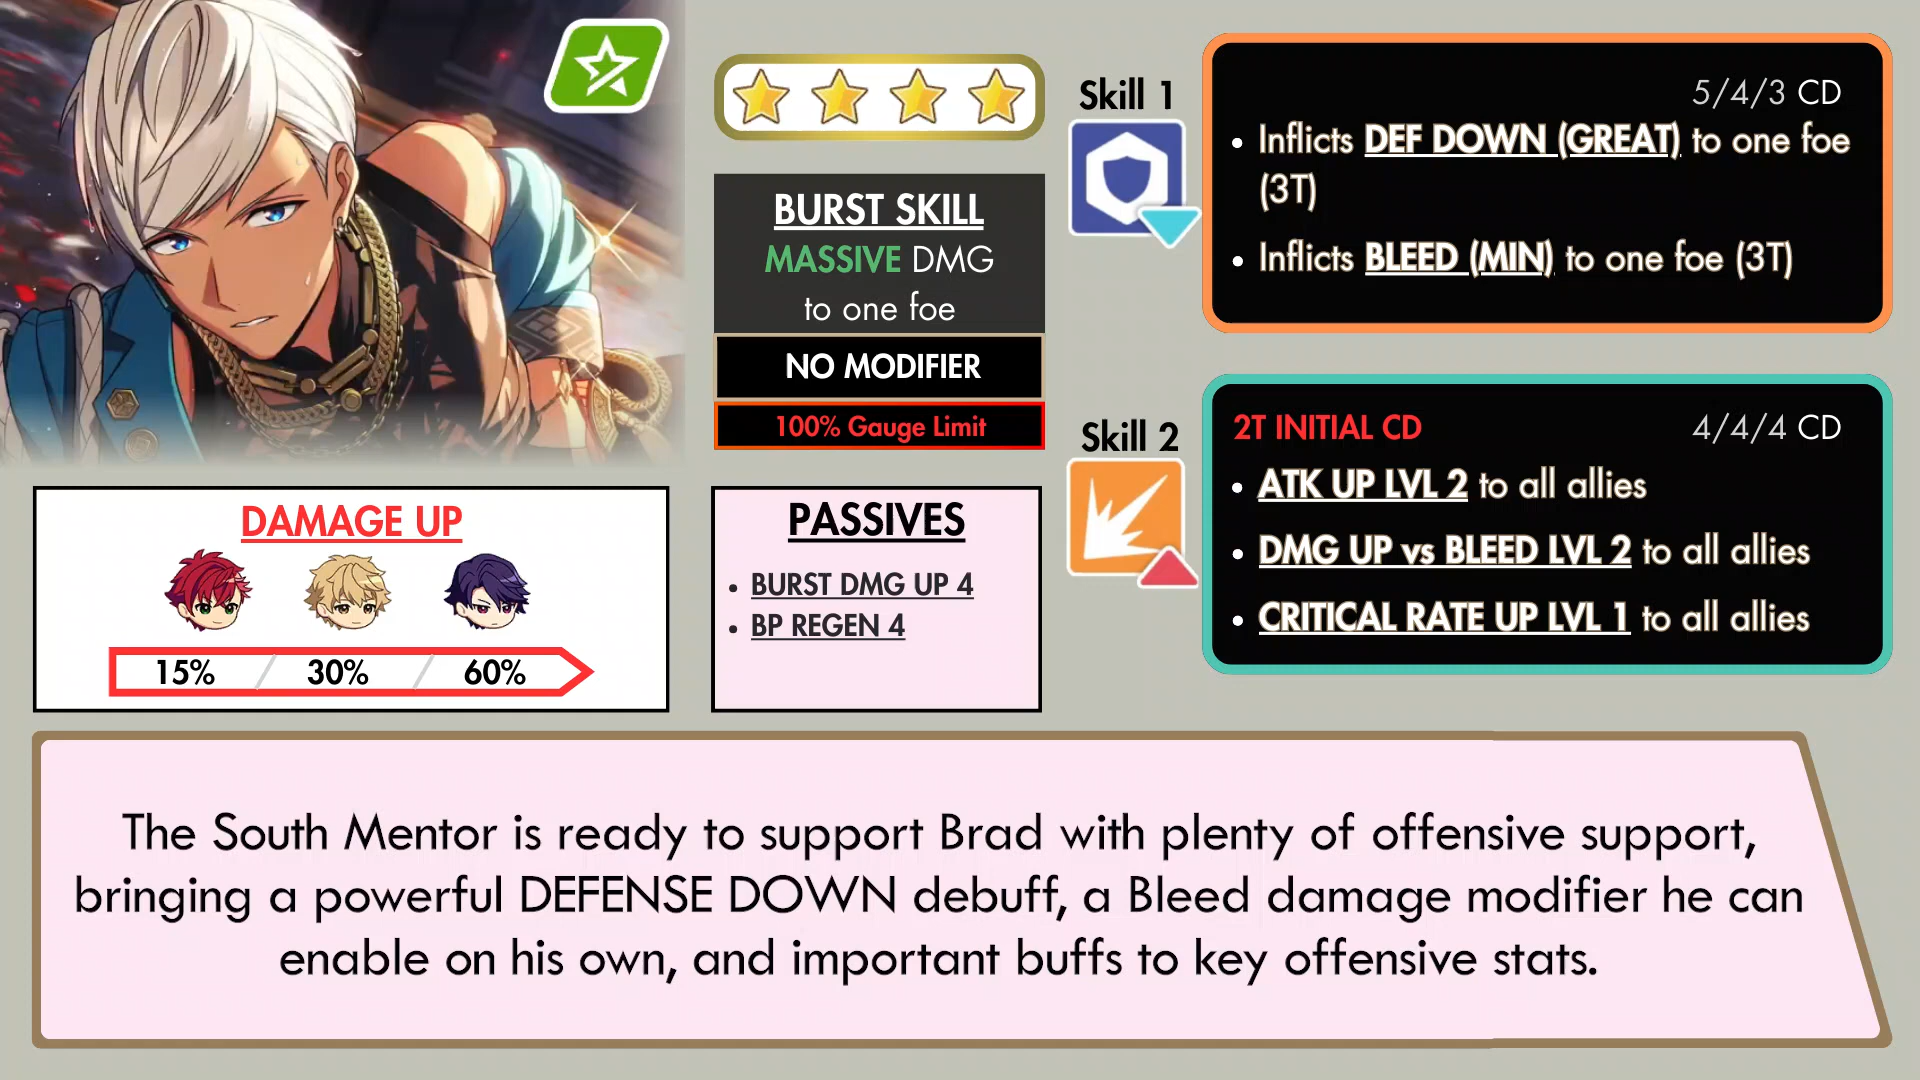 BURST SKILL
MASSIVE DMG
to one foe
NO MODIFIER
100% Gauge Limit
Skill 1
5/4/3 CD
• Inflicts DEF DOWN (GREAT) to one foe
(3T)
• Inflicts BLEED (MIN) to one foe (3T)
Skill 2
2T INITIAL CD
4/4/4 CD
• ATK UP LVL 2 to all allies
• DMG UP vs BLEED LVL 2 to all allies
• CRITICAL RATE UP LVL 1 to all allies
DAMAGE UP
15% / 30% / 60%
PASSIVES
• BURST DMG UP 4
• BP REGEN 4
The South Mentor is ready to support Brad with plenty of offensive support,
bringing a powerful DEFENSE DOWN debuff, a Bleed damage modifier he can
enable on his own, and important buffs to key offensive stats.